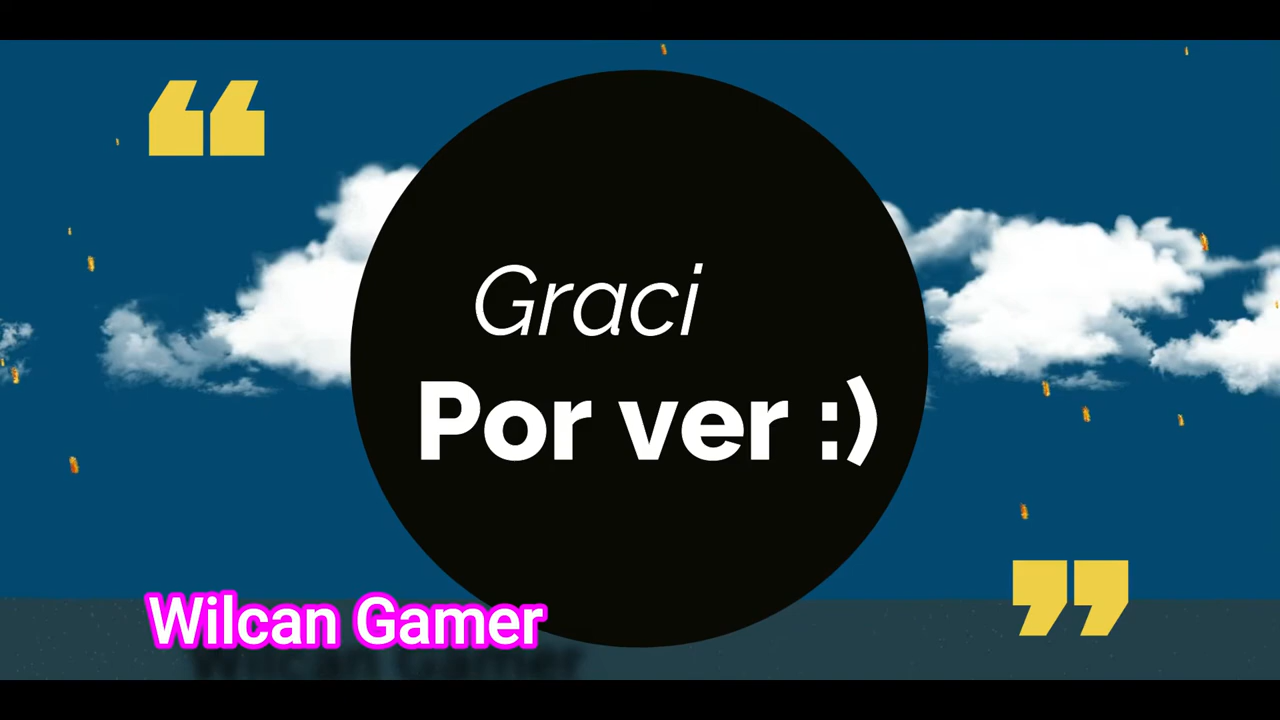 “
Graci
Por ver :)
Wilcan Gamer
”